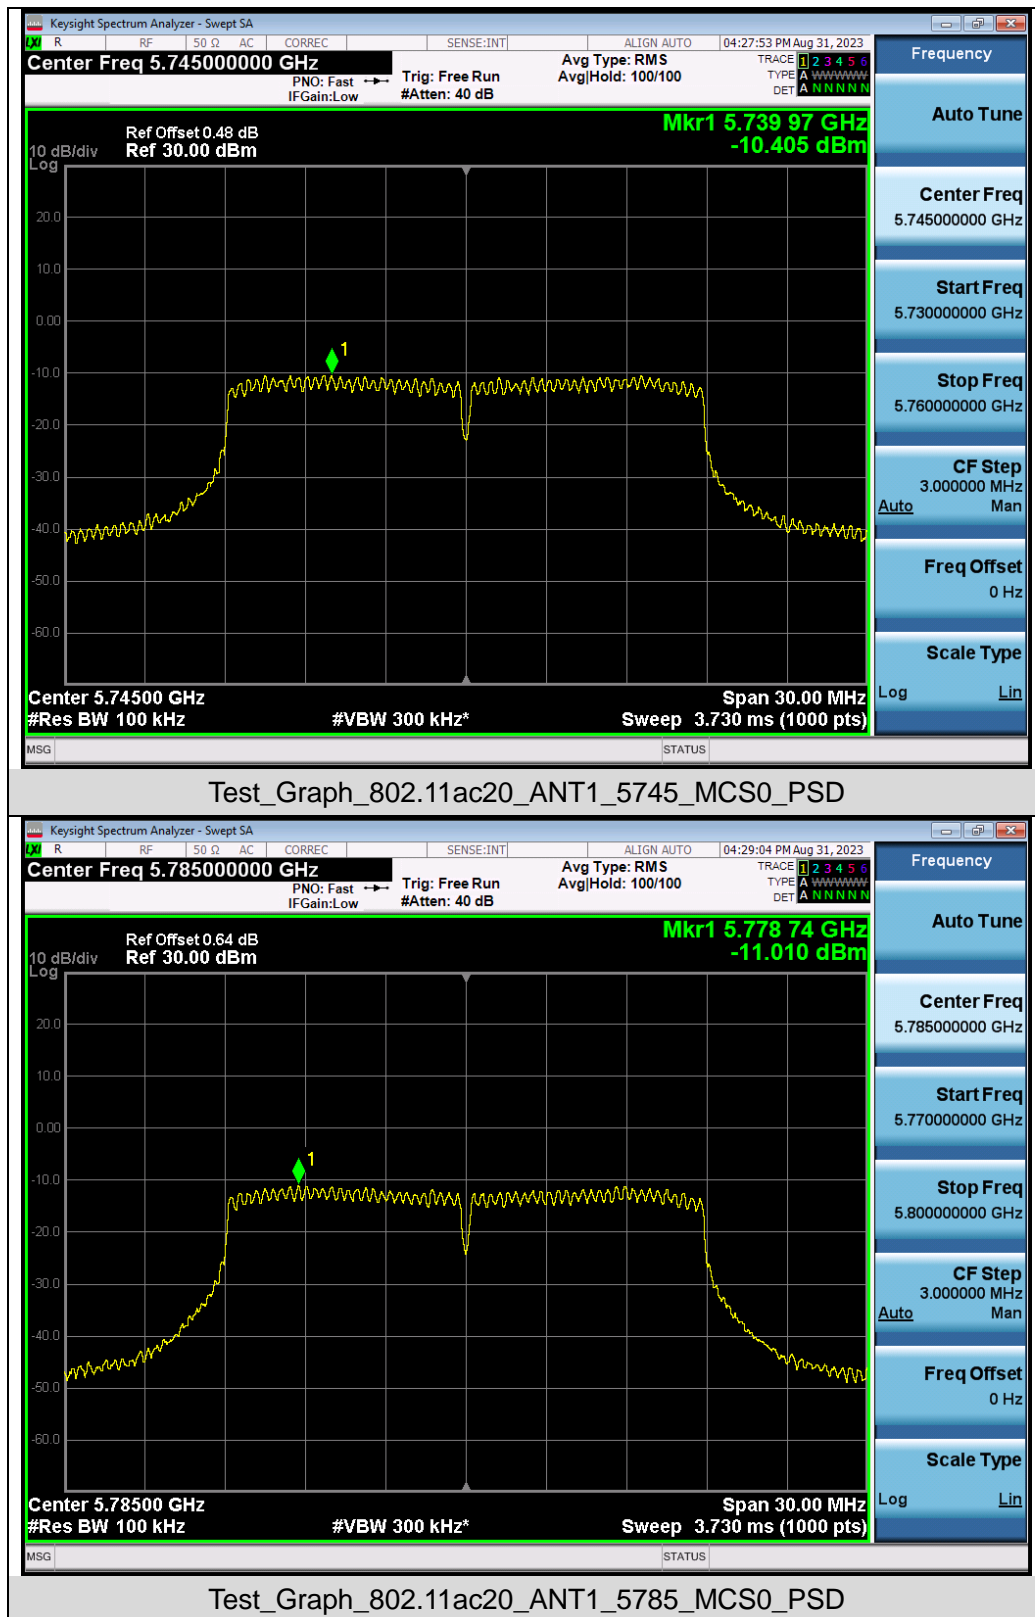 Keysight Spectrum Analyzer - Swept SA
LXI R RF 50 Ω AC CORREC SENSE:INT ALIGN AUTO 04:27:53 PM Aug 31, 2023
Center Freq 5.745000000 GHz
PNO: Fast
IFGain:Low
Trig: Free Run
#Atten: 40 dB
Avg Type: RMS
Avg|Hold: 100/100
TRACE 1 2 3 4 5 6
TYPE A WWWWW
DET A N N N N N
Mkr1 5.739 97 GHz
-10.405 dBm
Ref Offset 0.48 dB
10 dB/div Ref 30.00 dBm
Log
20.0
10.0
0.00
-10.0
-20.0
-30.0
-40.0
-50.0
-60.0
1
Center 5.74500 GHz Span 30.00 MHz
#Res BW 100 kHz #VBW 300 kHz* Sweep 3.730 ms (1000 pts)
MSG STATUS
Frequency
Auto Tune
Center Freq
5.745000000 GHz
Start Freq
5.730000000 GHz
Stop Freq
5.760000000 GHz
CF Step
3.000000 MHz
Auto Man
Freq Offset
0 Hz
Scale Type
Log Lin
Test_Graph_802.11ac20_ANT1_5745_MCS0_PSD
Keysight Spectrum Analyzer - Swept SA
LXI R RF 50 Ω AC CORREC SENSE:INT ALIGN AUTO 04:29:04 PM Aug 31, 2023
Center Freq 5.785000000 GHz
PNO: Fast
IFGain:Low
Trig: Free Run
#Atten: 40 dB
Avg Type: RMS
Avg|Hold: 100/100
TRACE 1 2 3 4 5 6
TYPE A WWWWW
DET A N N N N N
Mkr1 5.778 74 GHz
-11.010 dBm
Ref Offset 0.64 dB
10 dB/div Ref 30.00 dBm
Log
20.0
10.0
0.00
-10.0
-20.0
-30.0
-40.0
-50.0
-60.0
1
Center 5.78500 GHz Span 30.00 MHz
#Res BW 100 kHz #VBW 300 kHz* Sweep 3.730 ms (1000 pts)
MSG STATUS
Frequency
Auto Tune
Center Freq
5.785000000 GHz
Start Freq
5.770000000 GHz
Stop Freq
5.800000000 GHz
CF Step
3.000000 MHz
Auto Man
Freq Offset
0 Hz
Scale Type
Log Lin
Test_Graph_802.11ac20_ANT1_5785_MCS0_PSD